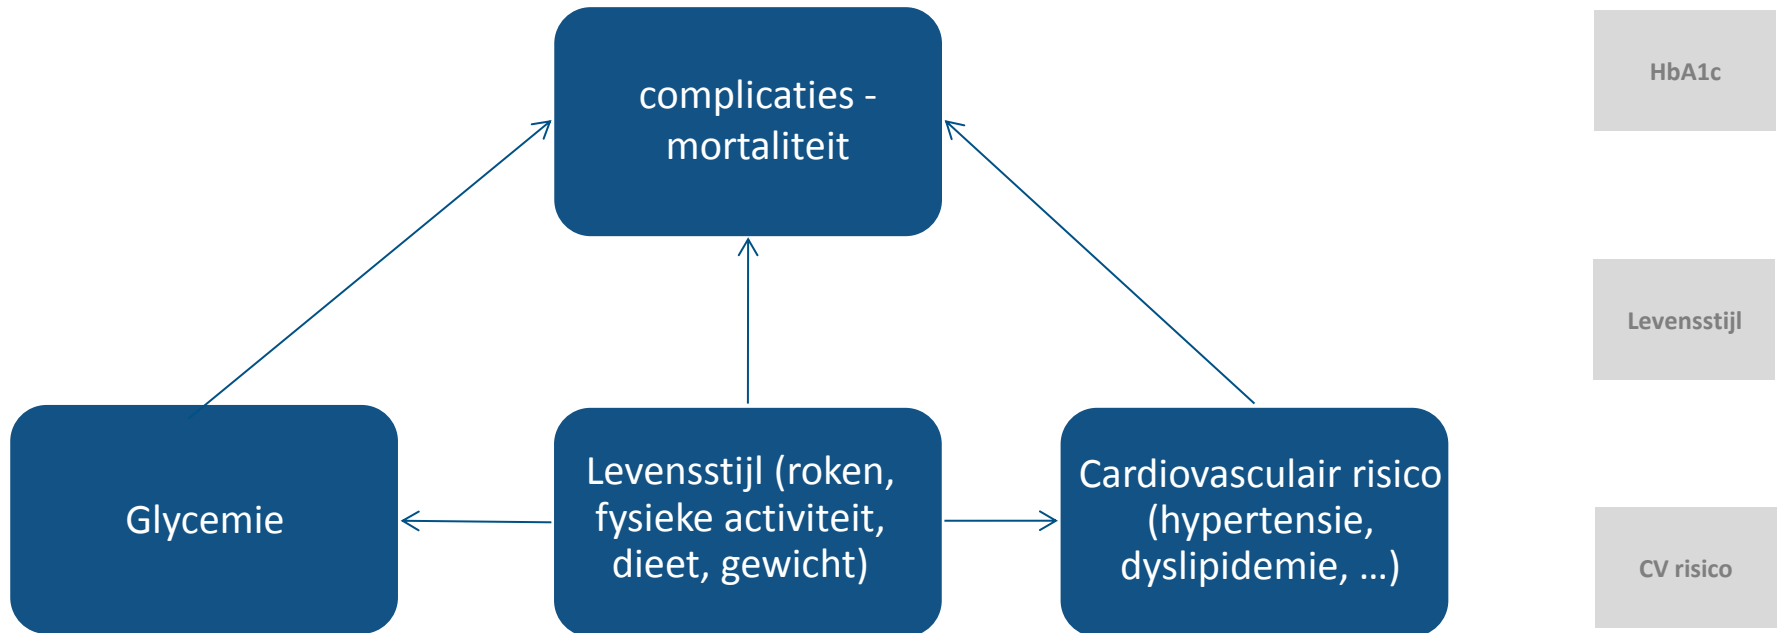 complicaties -
mortaliteit
Glycemie
Levensstijl (roken,
fysieke activiteit,
dieet, gewicht)
Cardiovasculair risico
(hypertensie,
dyslipidemie, …)
HbA1c
Levensstijl
CV risico